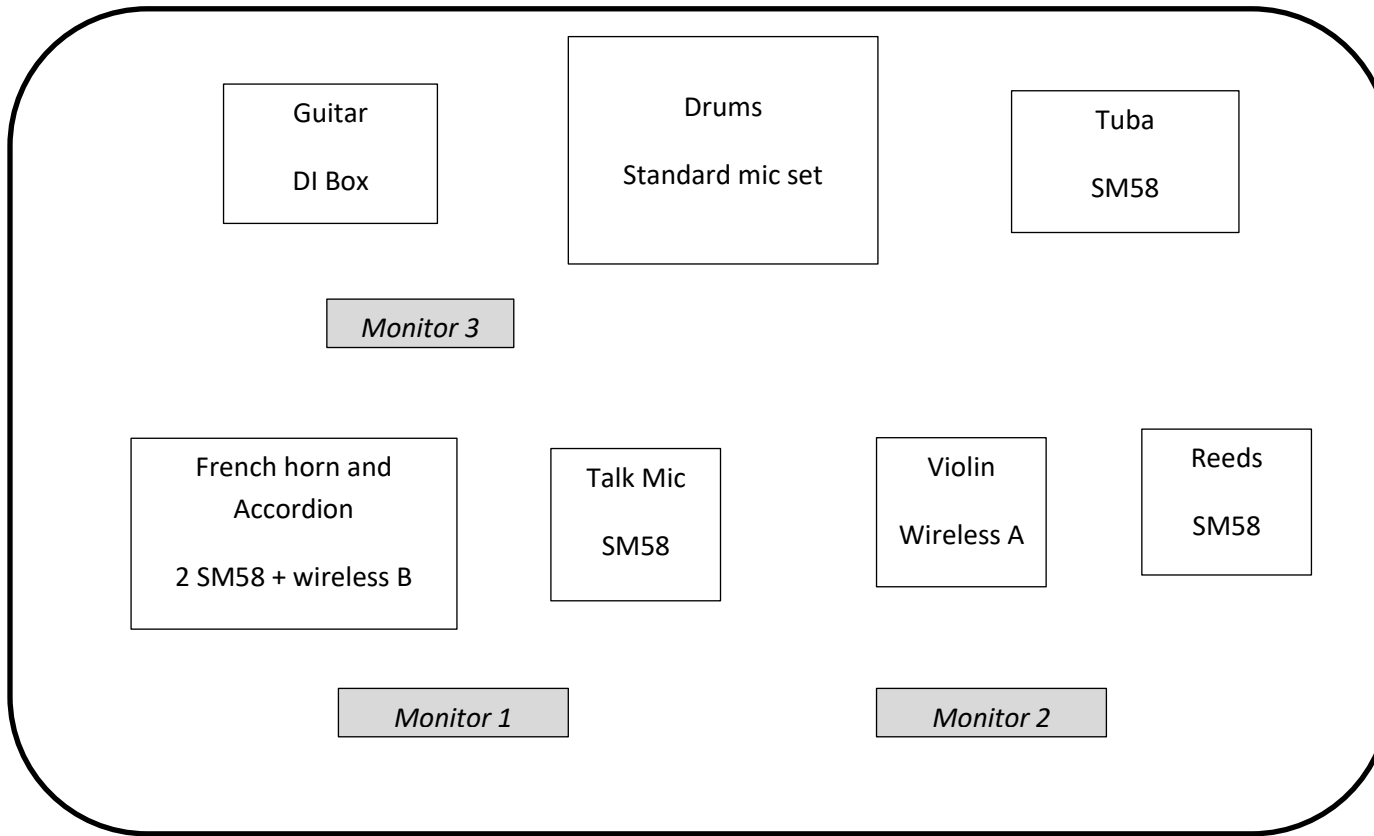 Guitar
DI Box
Drums
Standard mic set
Tuba
SM58
Monitor 3
French horn and
Accordion
2 SM58 + wireless B
Talk Mic
SM58
Violin
Wireless A
Reeds
SM58
Monitor 1
Monitor 2